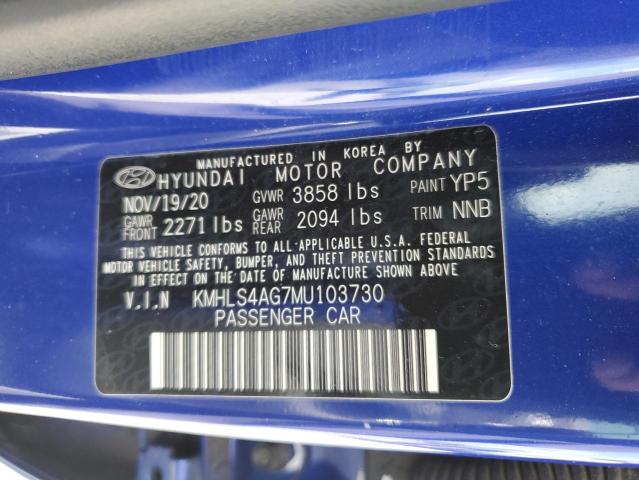 MANUFACTURED IN KOREA BY
HYUNDAI MOTOR COMPANY
NOV/19/20 GVWR 3858 lbs PAINT YP5
GAWR FRONT 2271 lbs GAWR REAR 2094 lbs TRIM NNB
THIS VEHICLE CONFORMS TO ALL APPLICABLE U.S.A. FEDERAL
MOTOR VEHICLE SAFETY, BUMPER, AND THEFT PREVENTION STANDARDS
IN EFFECT ON THE DATE OF MANUFACTURE SHOWN ABOVE.
V.I.N KMHLS4AG7MU103730
PASSENGER CAR